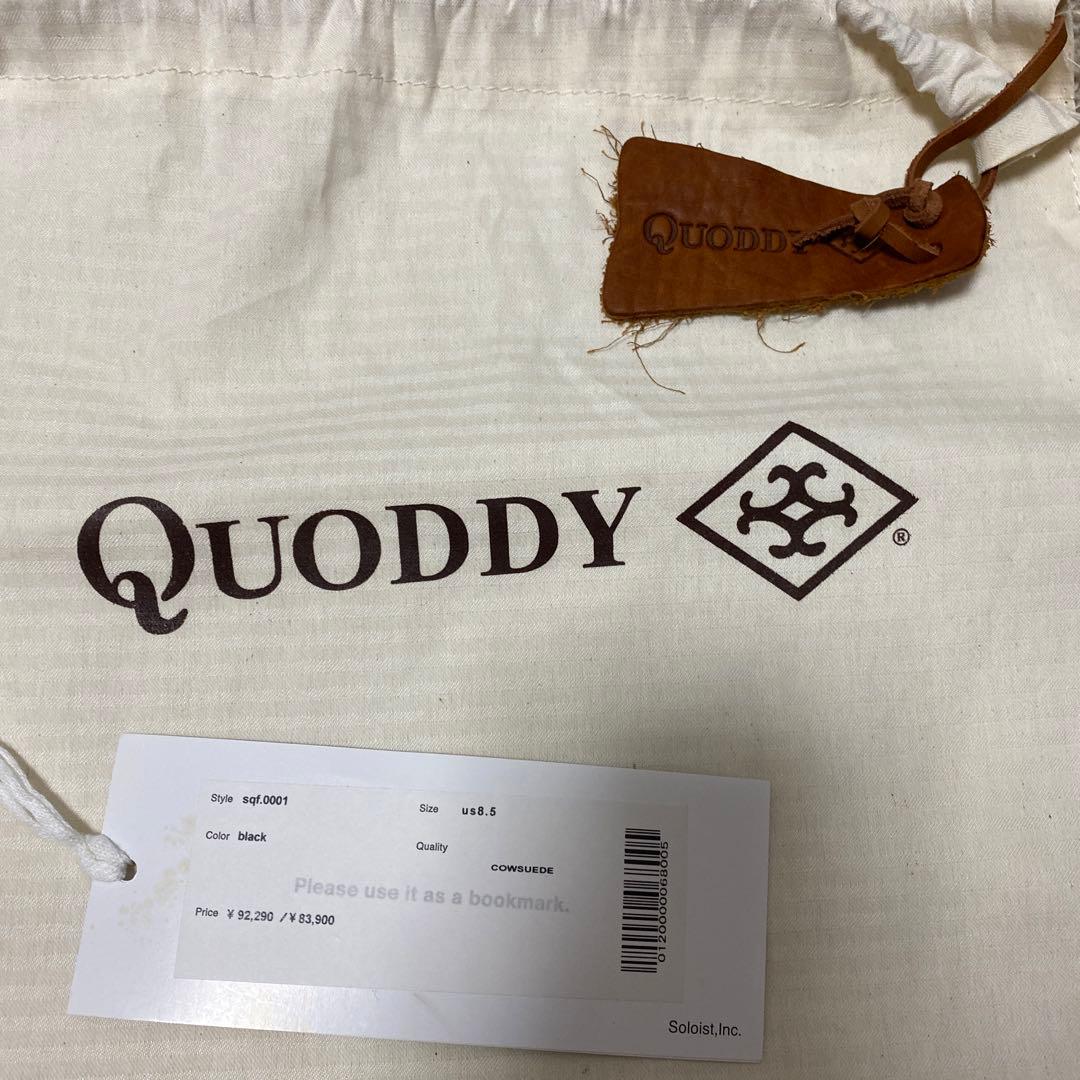 QUODDY
QUODDY ®
Style sqf.0001
Size us8.5
Color black
Quality
COWSUEDE
Please use it as a bookmark.
Price ¥ 92,290 /¥ 83,900
0120000068005
Soloist,Inc.